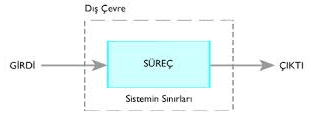 Dış Çevre
GİRDİ
SÜREÇ
ÇIKTI
Sistemin Sınırları